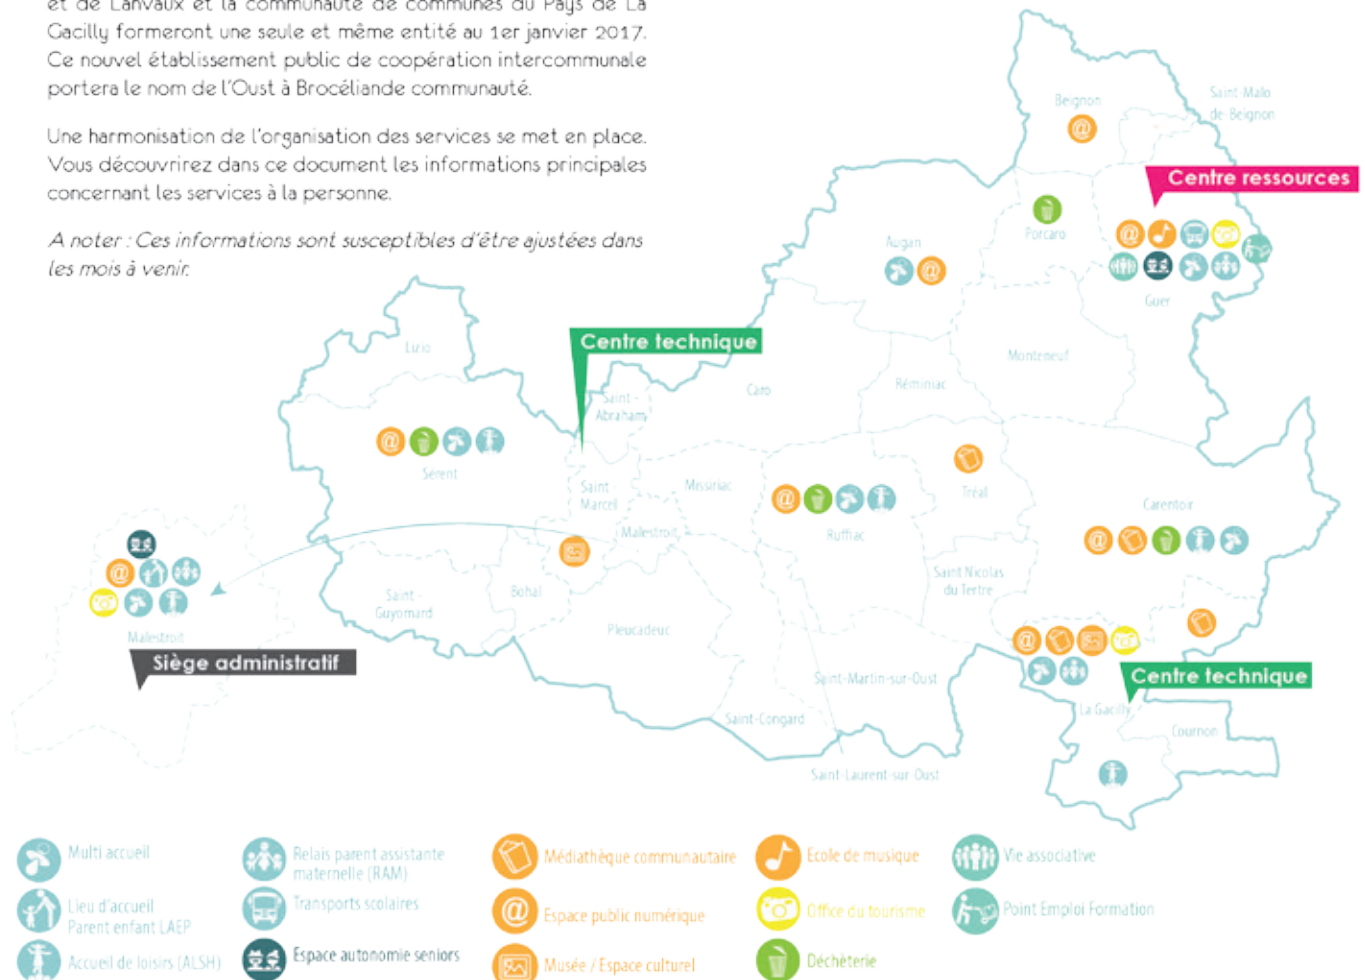 et de Lanvaux et la communauté de communes du Pays de La
Gacilly formeront une seule et même entité au 1er janvier 2017.
Ce nouvel établissement public de coopération intercommunale
portera le nom de l'Oust à Brocéliande communauté.
Une harmonisation de l'organisation des services se met en place.
Vous découvrirez dans ce document les informations principales
concernant les services à la personne.
A noter : Ces informations sont susceptibles d'être ajustées dans
les mois à venir.
Beignon
Saint-Malo
de-Beignon
Centre ressources
Porcaro
Augan
Guer
Lizio
Centre technique
Monteneuf
Caro
Réminiac
Saint-
Abraham
Sérent
Saint
Marcel
Missiriac
Tréal
Carentoir
Malestroit
Ruffiac
Saint Nicolas
du Tertre
Saint-
Guyomard
Bohal
Pleucadeuc
Malestroit
Siège administratif
Saint-Martin-sur-Oust
Centre technique
La Gacilly
Saint-Congard
Cournon
Saint-Laurent-sur-Oust
Multi accueil
Lieu d'accueil
Parent enfant LAEP
Accueil de loisirs (ALSH)
Relais parent assistante
maternelle (RAM)
Transports scolaires
Espace autonomie seniors
Médiathèque communautaire
Espace public numérique
Musée / Espace culturel
Ecole de musique
Office du tourisme
Déchèterie
Vie associative
Point Emploi Formation